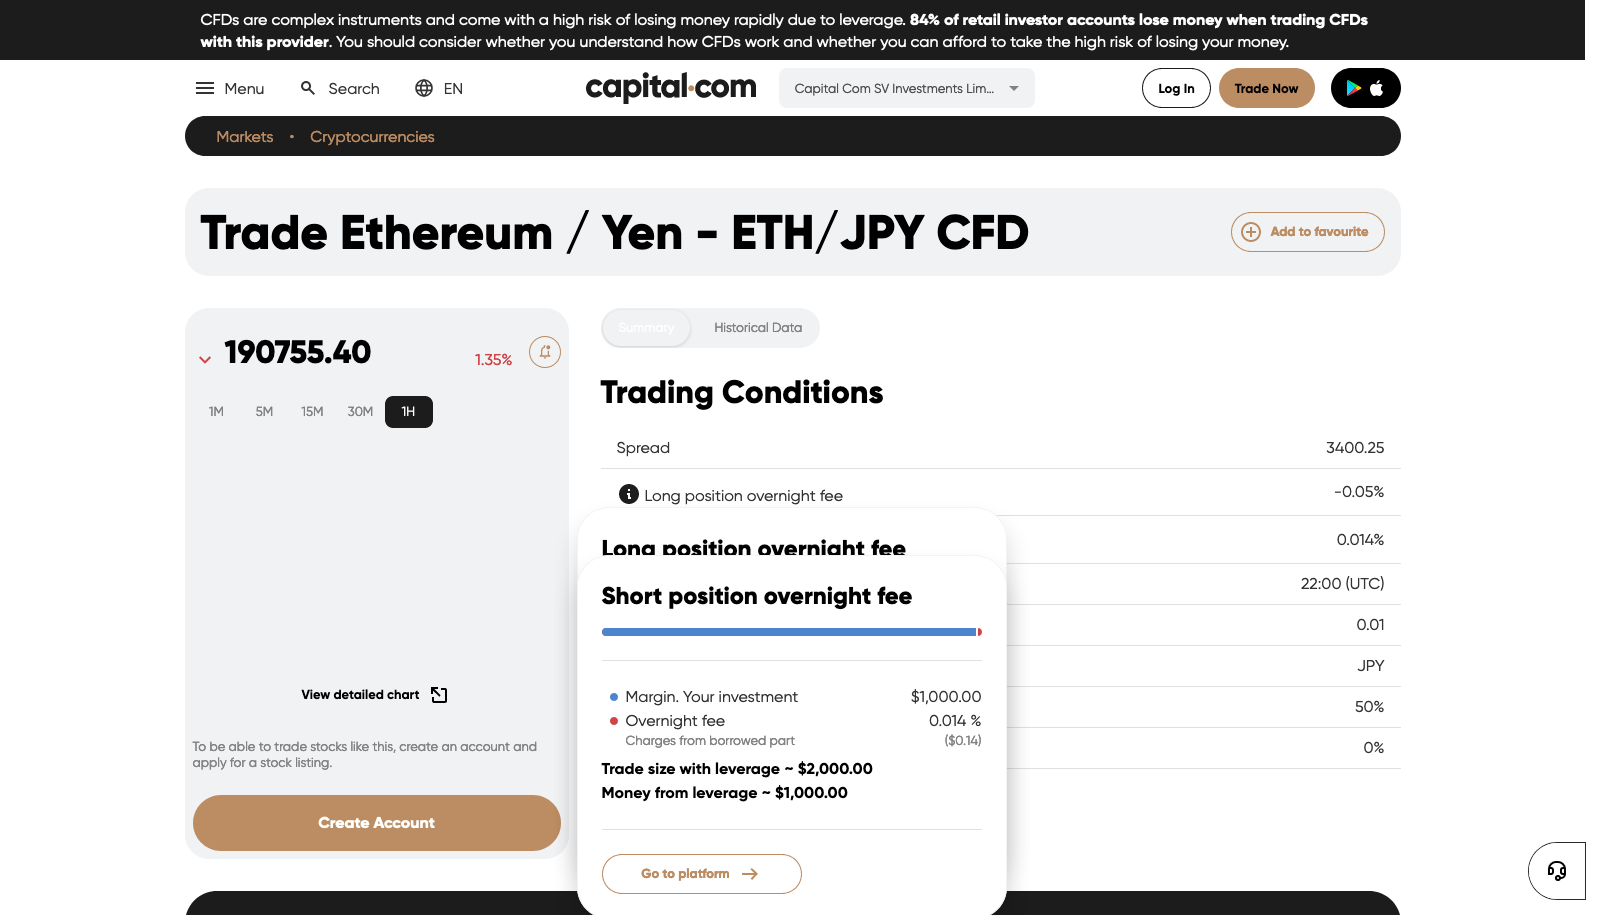 CFDs are complex instruments and come with a high risk of losing money rapidly due to leverage. 84% of retail investor accounts lose money when trading CFDs
with this provider. You should consider whether you understand how CFDs work and whether you can afford to take the high risk of losing your money.
Menu
Search
EN
capital.com
Capital Com SV Investments Lim...
Log In
Trade Now
Markets • Cryptocurrencies
Trade Ethereum / Yen - ETH/JPY CFD
Add to favourite
190755.40
1.35%
1M 5M 15M 30M 1H
View detailed chart
To be able to trade stocks like this, create an account and
apply for a stock listing.
Create Account
Summary
Historical Data
Trading Conditions
Spread 3400.25
Long position overnight fee -0.05%
0.014%
22:00 (UTC)
0.01
JPY
50%
0%
Long position overnight fee
Short position overnight fee
Margin. Your investment $1,000.00
Overnight fee 0.014 %
Charges from borrowed part ($0.14)
Trade size with leverage ~ $2,000.00
Money from leverage ~ $1,000.00
Go to platform